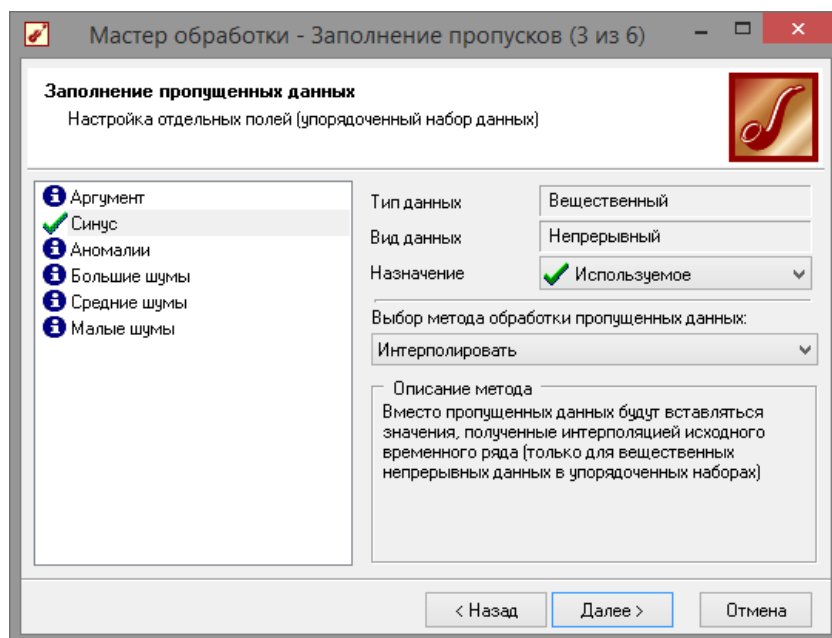 Мастер обработки - Заполнение пропусков (3 из 6)
Заполнение пропущенных данных
Настройка отдельных полей (упорядоченный набор данных)
Аргумент
Синус
Аномалии
Большие шумы
Средние шумы
Малые шумы
Тип данных
Вещественный
Вид данных
Непрерывный
Назначение
Используемое
Выбор метода обработки пропущенных данных:
Интерполировать
Описание метода
Вместо пропущенных данных будут вставляться
значения, полученные интерполяцией исходного
временного ряда (только для вещественных
непрерывных данных в упорядоченных наборах)
< Назад
Далее >
Отмена